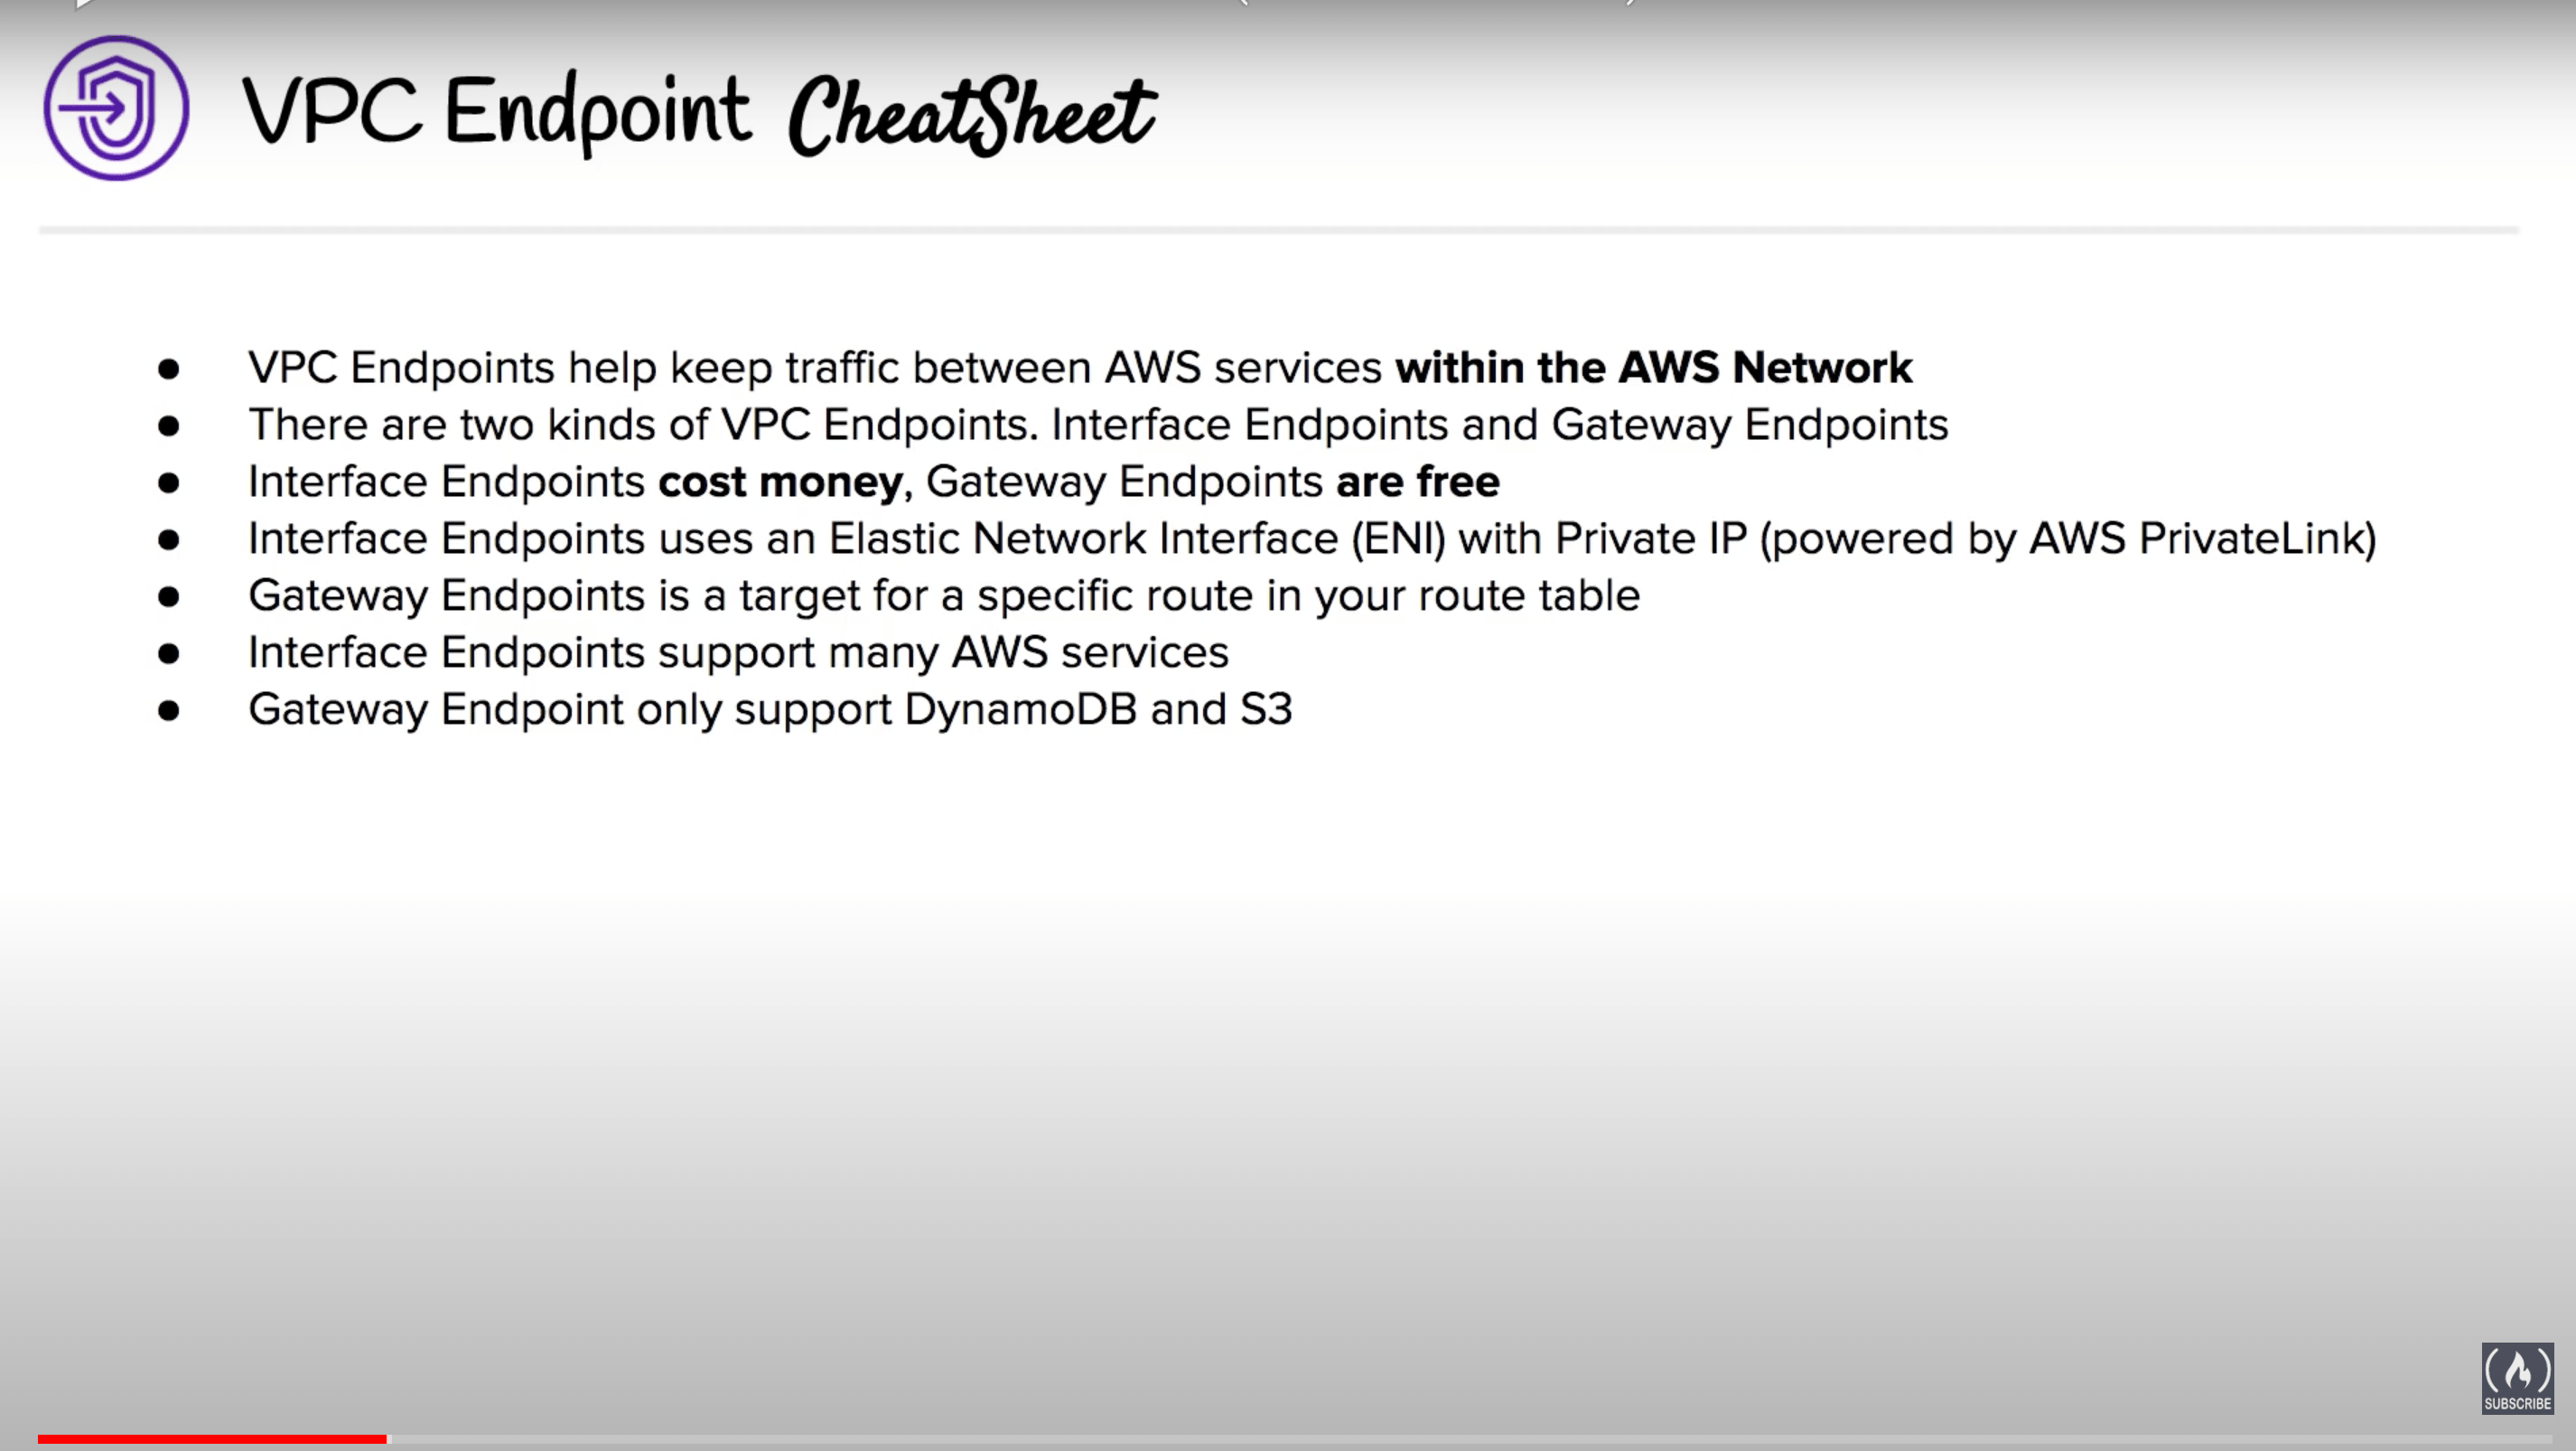 VPC Endpoint CheatSheet
● VPC Endpoints help keep traffic between AWS services within the AWS Network
● There are two kinds of VPC Endpoints. Interface Endpoints and Gateway Endpoints
● Interface Endpoints cost money, Gateway Endpoints are free
● Interface Endpoints uses an Elastic Network Interface (ENI) with Private IP (powered by AWS PrivateLink)
● Gateway Endpoints is a target for a specific route in your route table
● Interface Endpoints support many AWS services
● Gateway Endpoint only support DynamoDB and S3
SUBSCRIBE